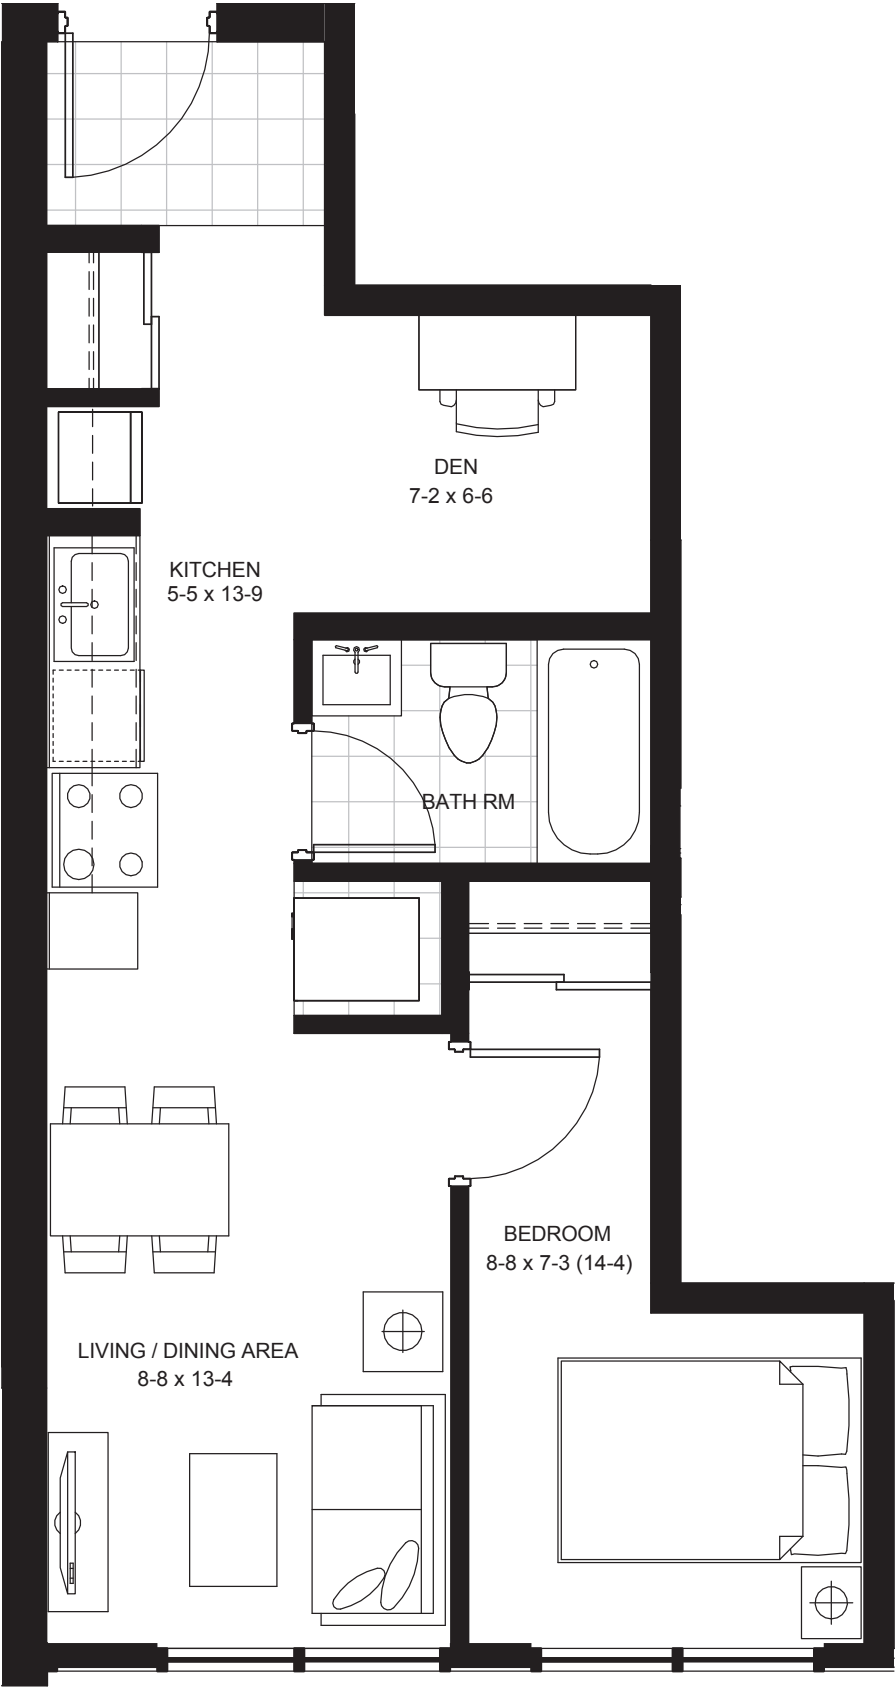 DEN
7-2 x 6-6
KITCHEN
5-5 x 13-9
BATH RM
BEDROOM
8-8 x 7-3 (14-4)
LIVING / DINING AREA
8-8 x 13-4